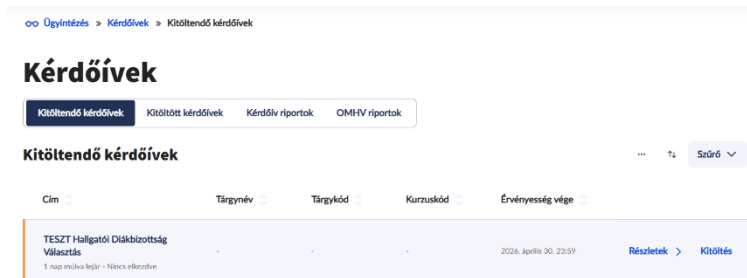 Ügyintézés » Kérdőívek » Kitöltendő kérdőívek
Kérdőívek
Kitöltendő kérdőívek Kitöltött kérdőívek Kérdőív riportok OMHV riportok
Kitöltendő kérdőívek ... Szűrő
Cím Tárgynév Tárgykód Kurzuskód Érvényesség vége
TESZT Hallgatói Diákbizottság
Választás - - - 2026. április 30. 23:59 Részletek > Kitöltés
1 nap múlva lejár - Nincs elkezdve